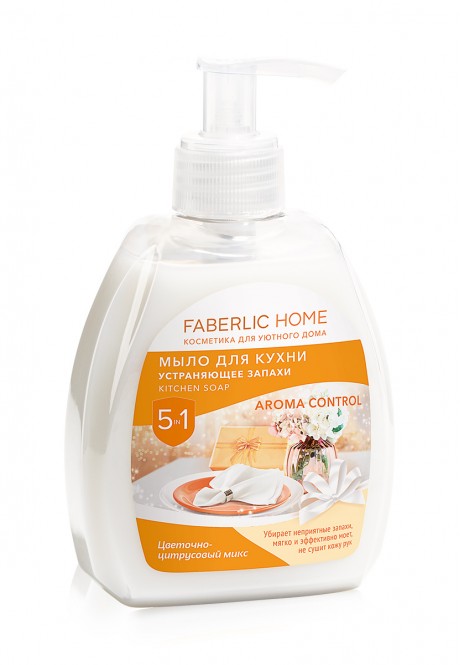 FABERLIC HOME
КОСМЕТИКА ДЛЯ УЮТНОГО ДОМА
МЫЛО ДЛЯ КУХНИ
УСТРАНЯЮЩЕЕ ЗАПАХИ
KITCHEN SOAP
5 IN 1
AROMA CONTROL
Убирает неприятные запахи,
мягко и эффективно моет,
не сушит кожу рук
Цветочно-
цитрусовый микс